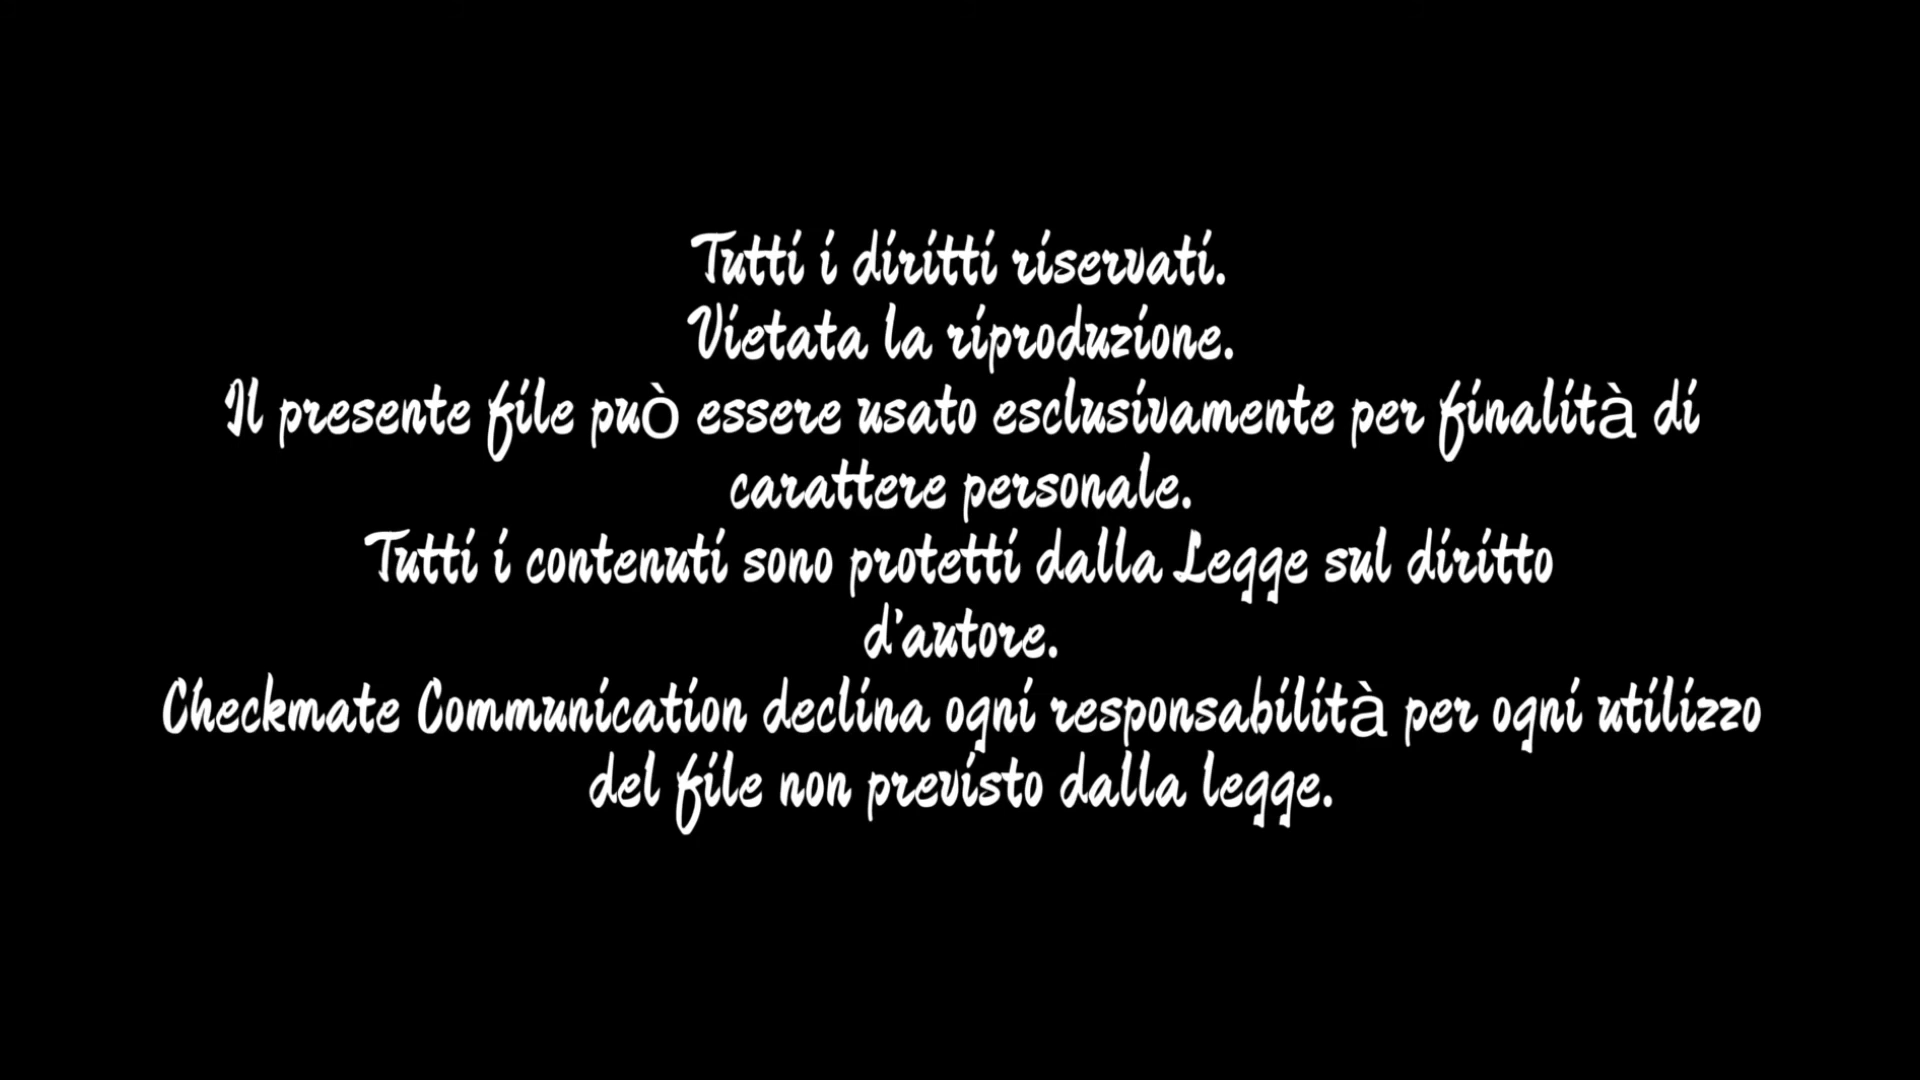 Tutti i diritti riservati.
Vietata la riproduzione.
Il presente file può essere usato esclusivamente per finalità di
carattere personale.
Tutti i contenuti sono protetti dalla Legge sul diritto
d'autore.
Checkmate Communication declina ogni responsabilità per ogni utilizzo
del file non previsto dalla legge.